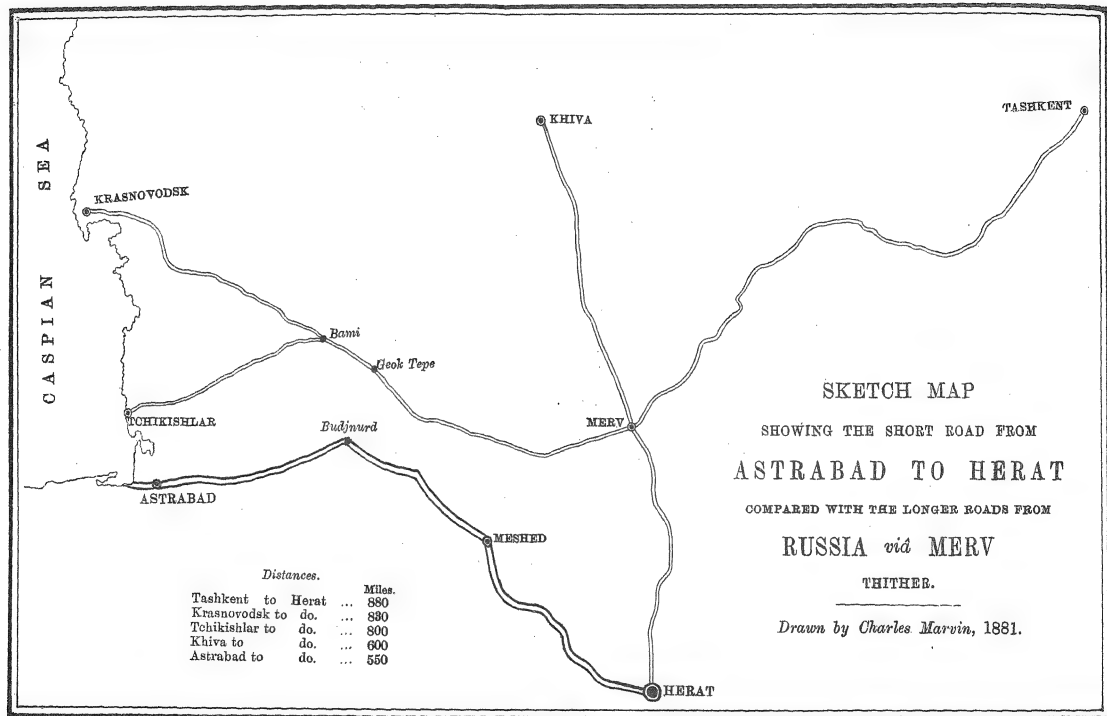 KRASNOVODSK
KHIVA
TASHKENT
CASPIAN SEA
Bami
Geok Tepe
TCHIKISHLAR
MERV
Budjnurd
ASTRABAD
MESHED
HERAT
SKETCH MAP
SHOWING THE SHORT ROAD FROM
ASTRABAD TO HERAT
COMPARED WITH THE LONGER ROADS FROM
RUSSIA viâ MERV
THITHER.
Drawn by Charles Marvin, 1881.
Distances.
Miles.
Tashkent to Herat ... 880
Krasnovodsk to do. ... 830
Tchikishlar to do. ... 800
Khiva to do. ... 600
Astrabad to do. ... 550